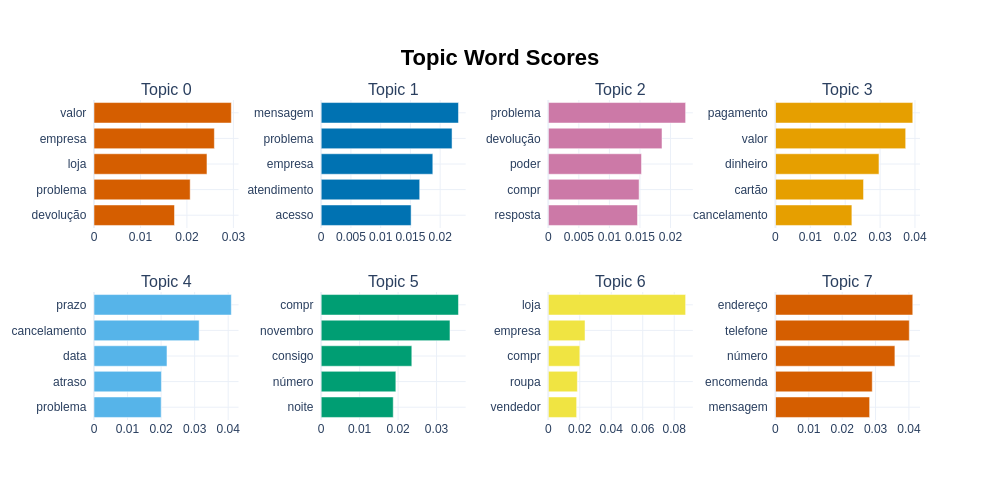 Topic Word Scores
Topic 0
valor
empresa
loja
problema
devolução
0 0.01 0.02 0.03
Topic 1
mensagem
problema
empresa
atendimento
acesso
0 0.005 0.01 0.015 0.02
Topic 2
problema
devolução
poder
compr
resposta
0 0.005 0.01 0.015 0.02
Topic 3
pagamento
valor
dinheiro
cartão
cancelamento
0 0.01 0.02 0.03 0.04
Topic 4
prazo
cancelamento
data
atraso
problema
0 0.01 0.02 0.03 0.04
Topic 5
compr
novembro
consigo
número
noite
0 0.01 0.02 0.03
Topic 6
loja
empresa
compr
roupa
vendedor
0 0.02 0.04 0.06 0.08
Topic 7
endereço
telefone
número
encomenda
mensagem
0 0.01 0.02 0.03 0.04